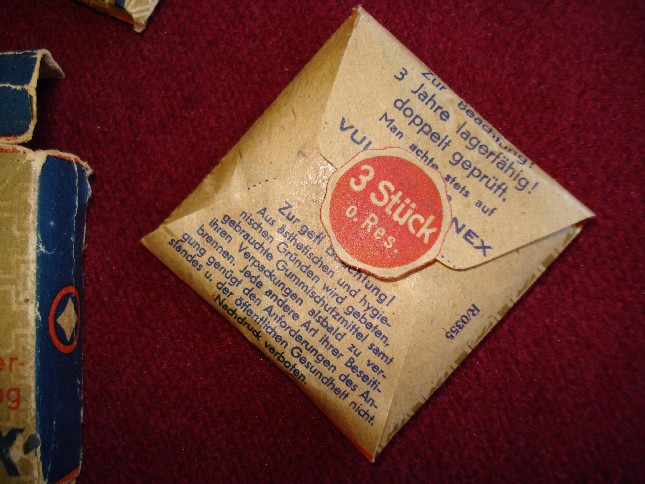 Zur Beachtung!
3 Jahre lagerfähig!
doppelt geprüft.
Man achte stets auf
VUL
NEX
3 Stück
o. Res.
Zur gefl. Beachtung!
Aus ästhetischen und hygie-
nischen Gründen wird gebeten,
gebrauchte Gummischutzmittel samt
ihren Verpackungen alsbald zu ver-
brennen. Jede andere Art ihrer Beseiti-
gung genügt den Anforderungen des An-
standes u. der öffentlichen Gesundheit nicht.
Nachdruck verboten.
R.0355
er-
ng
X